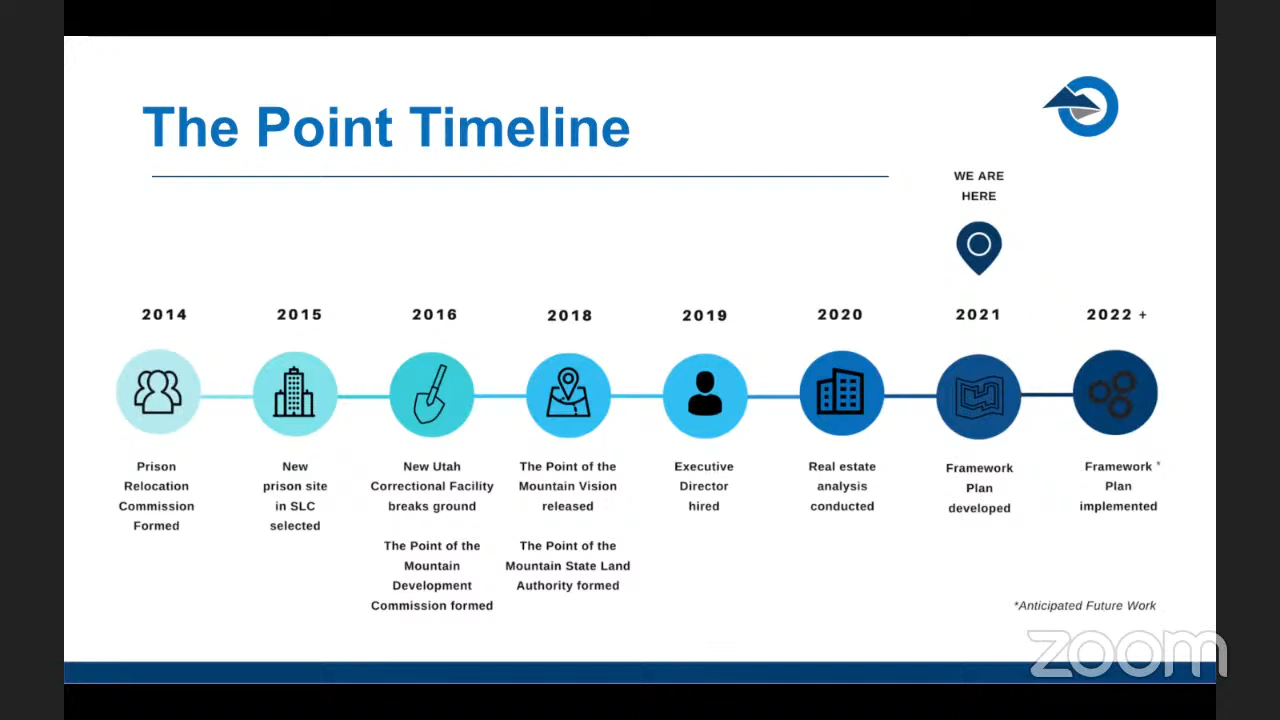 The Point Timeline
WE ARE
HERE
2014
2015
2016
2018
2019
2020
2021
2022 +
Prison
Relocation
Commission
Formed
New
prison site
in SLC
selected
New Utah
Correctional Facility
breaks ground
The Point of the
Mountain
Development
Commission formed
The Point of the
Mountain Vision
released
The Point of the
Mountain State Land
Authority formed
Executive
Director
hired
Real estate
analysis
conducted
Framework
Plan
developed
Framework *
Plan
implemented
*Anticipated Future Work
zoom